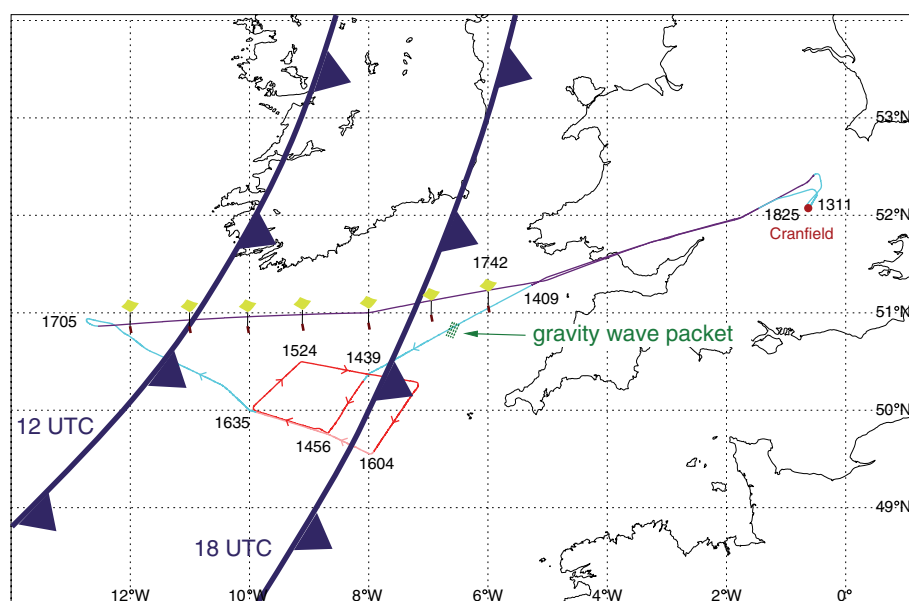 53°N
52°N
1825
1311
Cranfield
1742
1409
51°N
1705
gravity wave packet
1524
1439
50°N
1635
12 UTC
1456
1604
49°N
18 UTC
12°W
10°W
8°W
6°W
4°W
2°W
0°